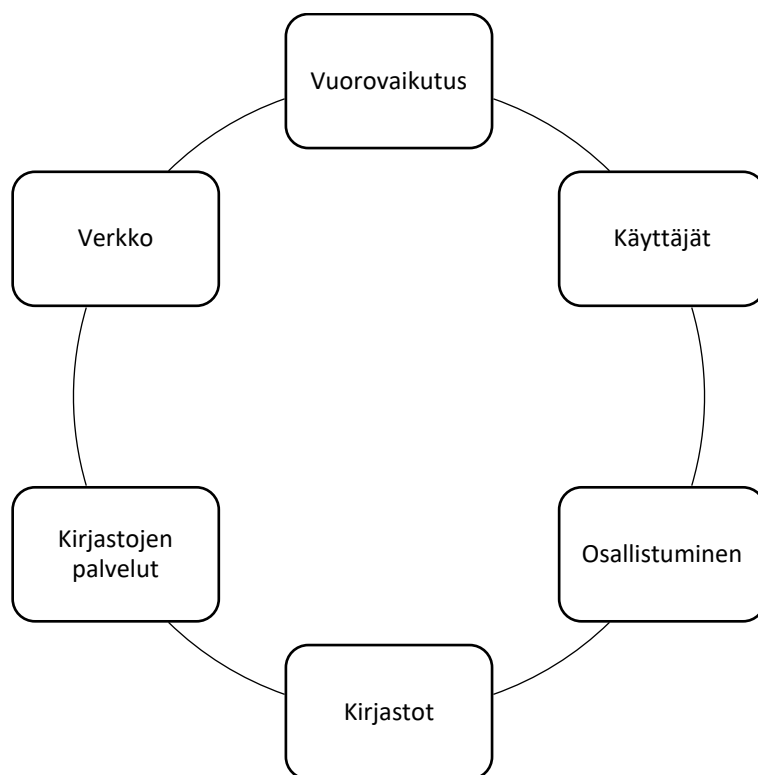 Vuorovaikutus
Käyttäjät
Osallistuminen
Kirjastot
Kirjastojen
palvelut
Verkko